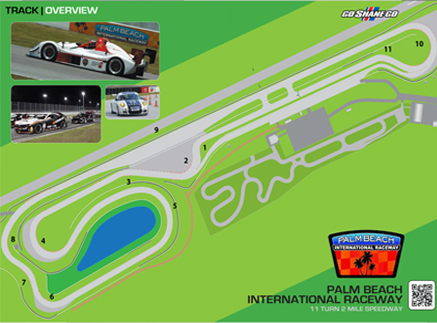 TRACK | OVERVIEW
GO SHANE GO
PALM BEACH
11
10
9
1
2
3
5
4
8
7
6
PALM BEACH
INTERNATIONAL RACEWAY
PALM BEACH
INTERNATIONAL RACEWAY
11 TURN 2 MILE SPEEDWAY